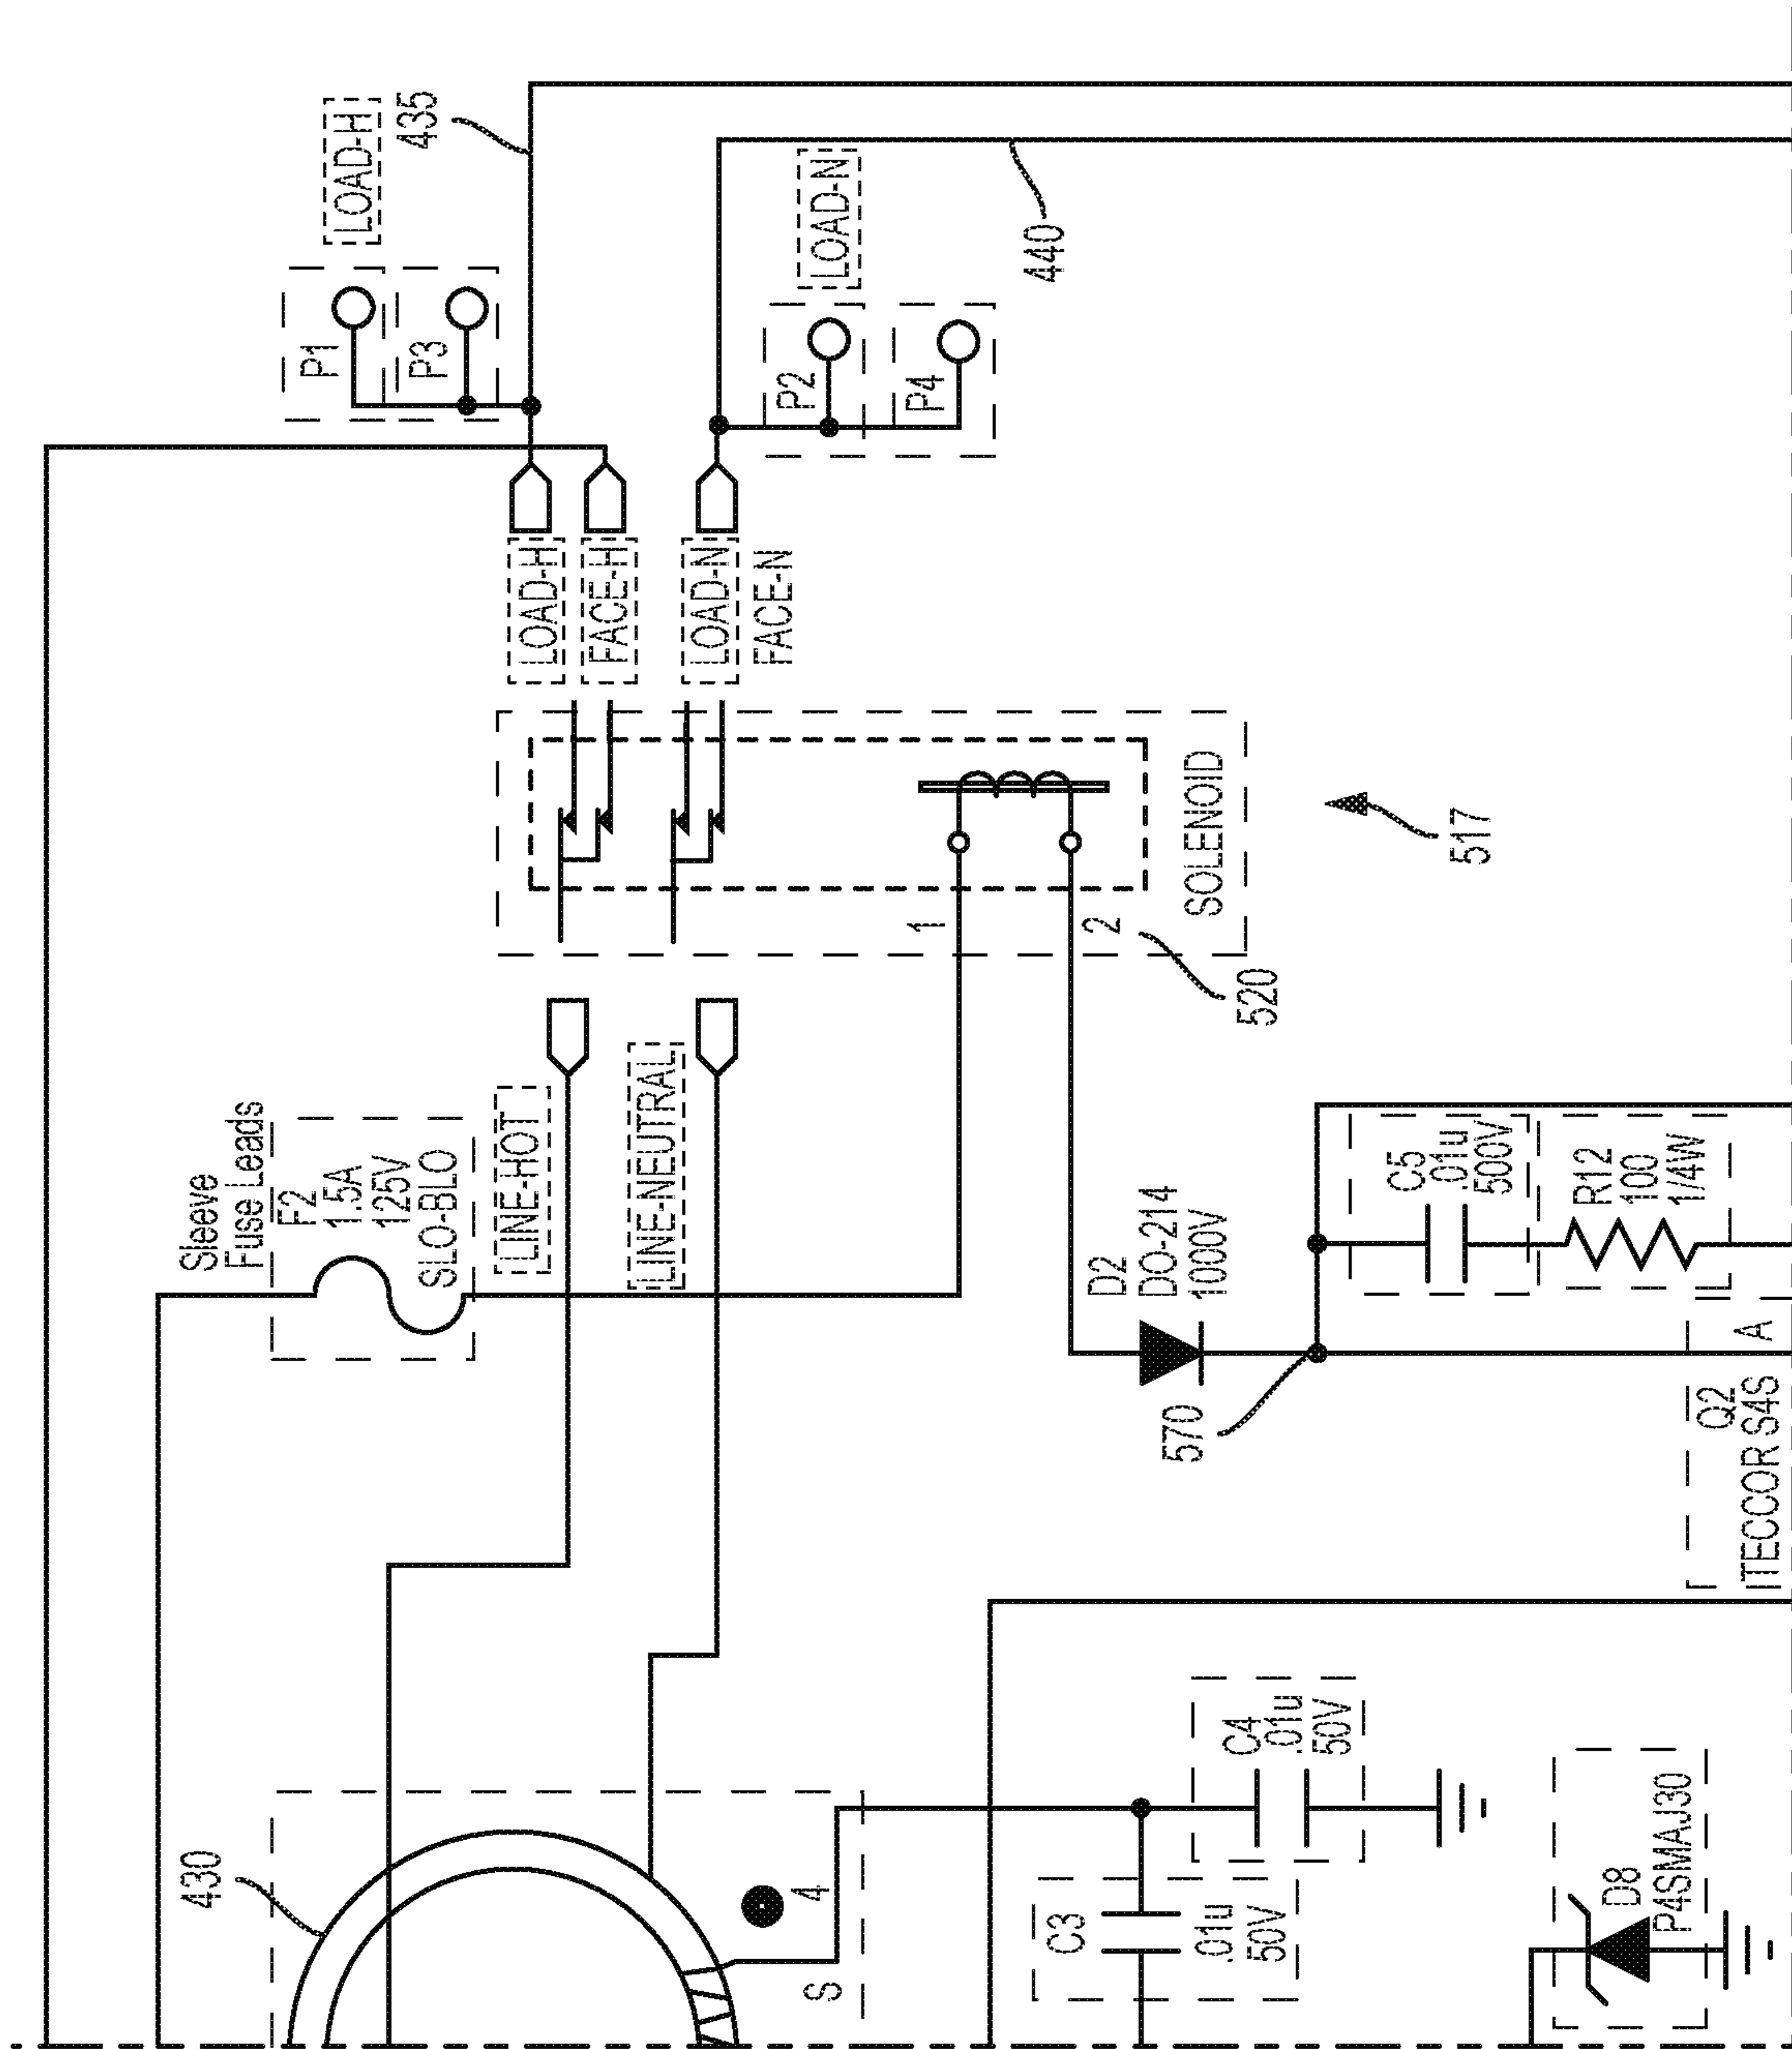 430
Sleeve
Fuse Leads
F2
1.5A
125V
SLO-BLO
LINE-HOT
LINE-NEUTRAL
P1
P3
LOAD-H
435
LOAD-H
FACE-H
LOAD-N
FACE-N
P2
P4
LOAD-N
440
1
2
SOLENOID
520
517
S
4
C3
.01u
50V
C4
.01u
50V
D2
DO-214
1000V
570
C5
.01u
500V
R12
100
1/4W
A
Q2
TECCOR S4S
D8
P4SMAJ30